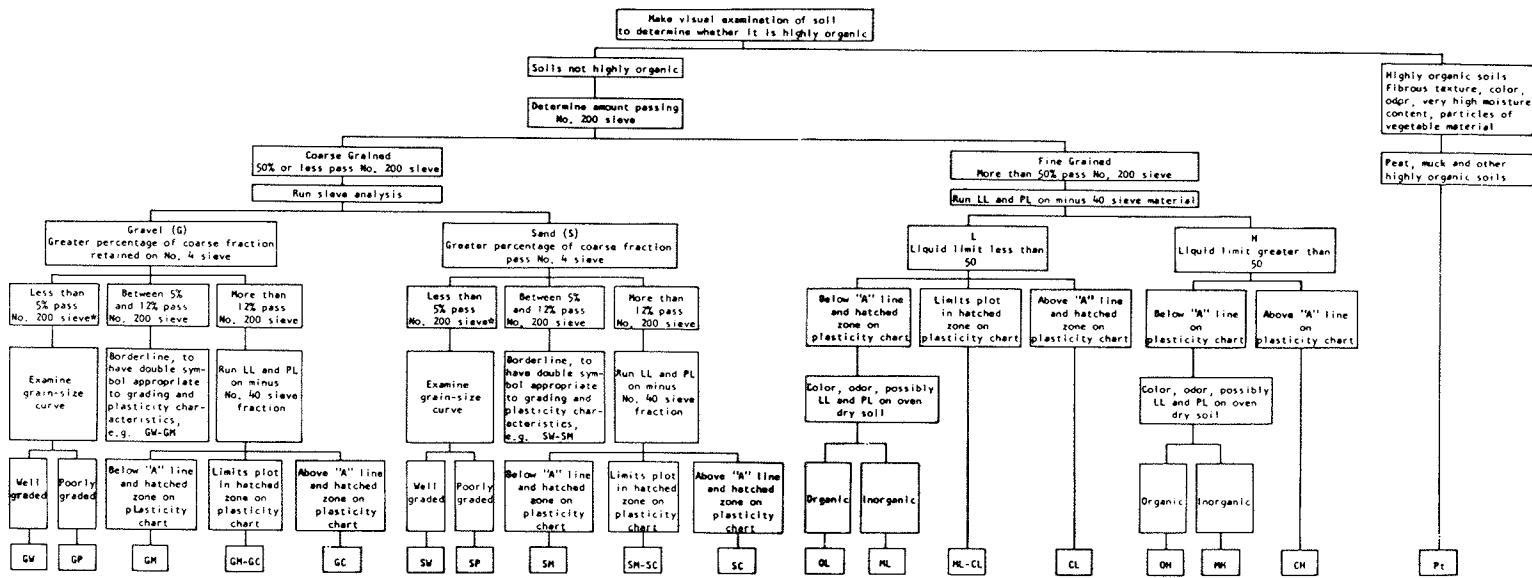 Make visual examination of soil
to determine whether it is highly organic
Soils not highly organic
Determine amount passing
No. 200 sieve
Highly organic soils
Fibrous texture, color,
odor, very high moisture
content, particles of
vegetable material
Peat, muck and other
highly organic soils
Coarse Grained
50% or less pass No. 200 sieve
Run sieve analysis
Fine Grained
More than 50% pass No. 200 sieve
Run LL and PL on minus 40 sieve material
Gravel (G)
Greater percentage of coarse fraction
retained on No. 4 sieve
Sand (S)
Greater percentage of coarse fraction
pass No. 4 sieve
L
Liquid limit less than
50
H
Liquid limit greater than
50
Less than
5% pass
No. 200 sieve*
Between 5%
and 12% pass
No. 200 sieve
More than
12% pass
No. 200 sieve
Less than
5% pass
No. 200 sieve*
Between 5%
and 12% pass
No. 200 sieve
More than
12% pass
No. 200 sieve
Below "A" line
and hatched
zone on
plasticity chart
Limits plot
in hatched
zone on
plasticity chart
Above "A" line
and hatched
zone on
plasticity chart
Below "A" line
on
plasticity chart
Above "A" line
on
plasticity chart
Examine
grain-size
curve
Borderline, to
have double sym-
bol appropriate
to grading and
plasticity char-
acteristics,
e.g. GW-GM
Run LL and PL
on minus
No. 40 sieve
fraction
Examine
grain-size
curve
Borderline, to
have double sym-
bol appropriate
to grading and
plasticity char-
acteristics,
e.g. SW-SM
Run LL and PL
on minus
No. 40 sieve
fraction
Color, odor, possibly
LL and PL on oven
dry soil
Color, odor, possibly
LL and PL on oven
dry soil
Well
graded
Poorly
graded
Below "A" line
and hatched
zone on
plasticity
chart
Limits plot
in hatched
zone on
plasticity
chart
Above "A" line
and hatched
zone on
plasticity
chart
Well
graded
Poorly
graded
Below "A" line
and hatched
zone on
plasticity
chart
Limits plot
in hatched
zone on
plasticity
chart
Above "A" line
and hatched
zone on
plasticity
chart
Organic
Inorganic
Organic
Inorganic
GW
GP
GM
GM-GC
GC
SW
SP
SM
SM-SC
SC
OL
ML
ML-CL
CL
OH
MH
CH
Pt